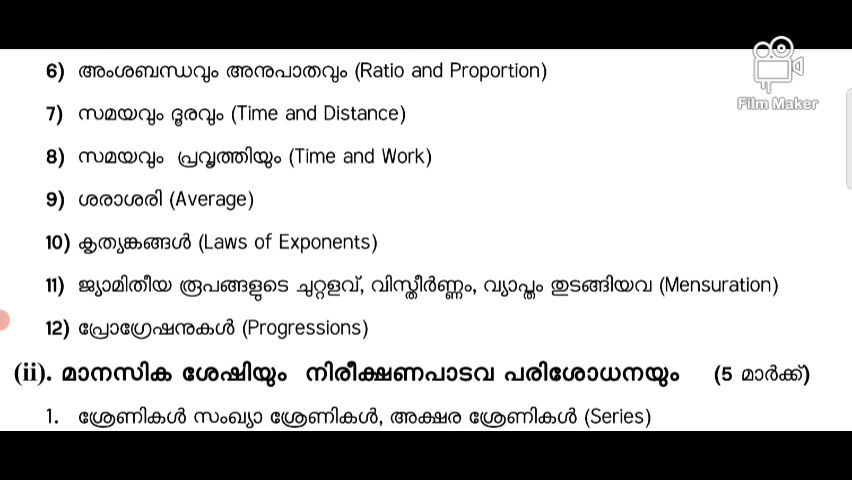 6) അംശബന്ധവും അനുപാതവും (Ratio and Proportion)
Film Maker
7) സമയവും ദൂരവും (Time and Distance)
8) സമയവും പ്രവൃത്തിയും (Time and Work)
9) ശരാശരി (Average)
10) കൃത്യങ്കങ്ങൾ (Laws of Exponents)
11) ജ്യാമിതീയ രൂപങ്ങളുടെ ചുറ്റളവ്, വിസ്തീർണ്ണം, വ്യാപ്തം തുടങ്ങിയവ (Mensuration)
12) പ്രോഗ്രേഷനുകൾ (Progressions)
(ii). മാനസിക ശേഷിയും നിരീക്ഷണപാടവ പരിശോധനയും (5 മാർക്ക്)
1. ശ്രേണികൾ സംഖ്യാ ശ്രേണികൾ, അക്ഷര ശ്രേണികൾ (Series)